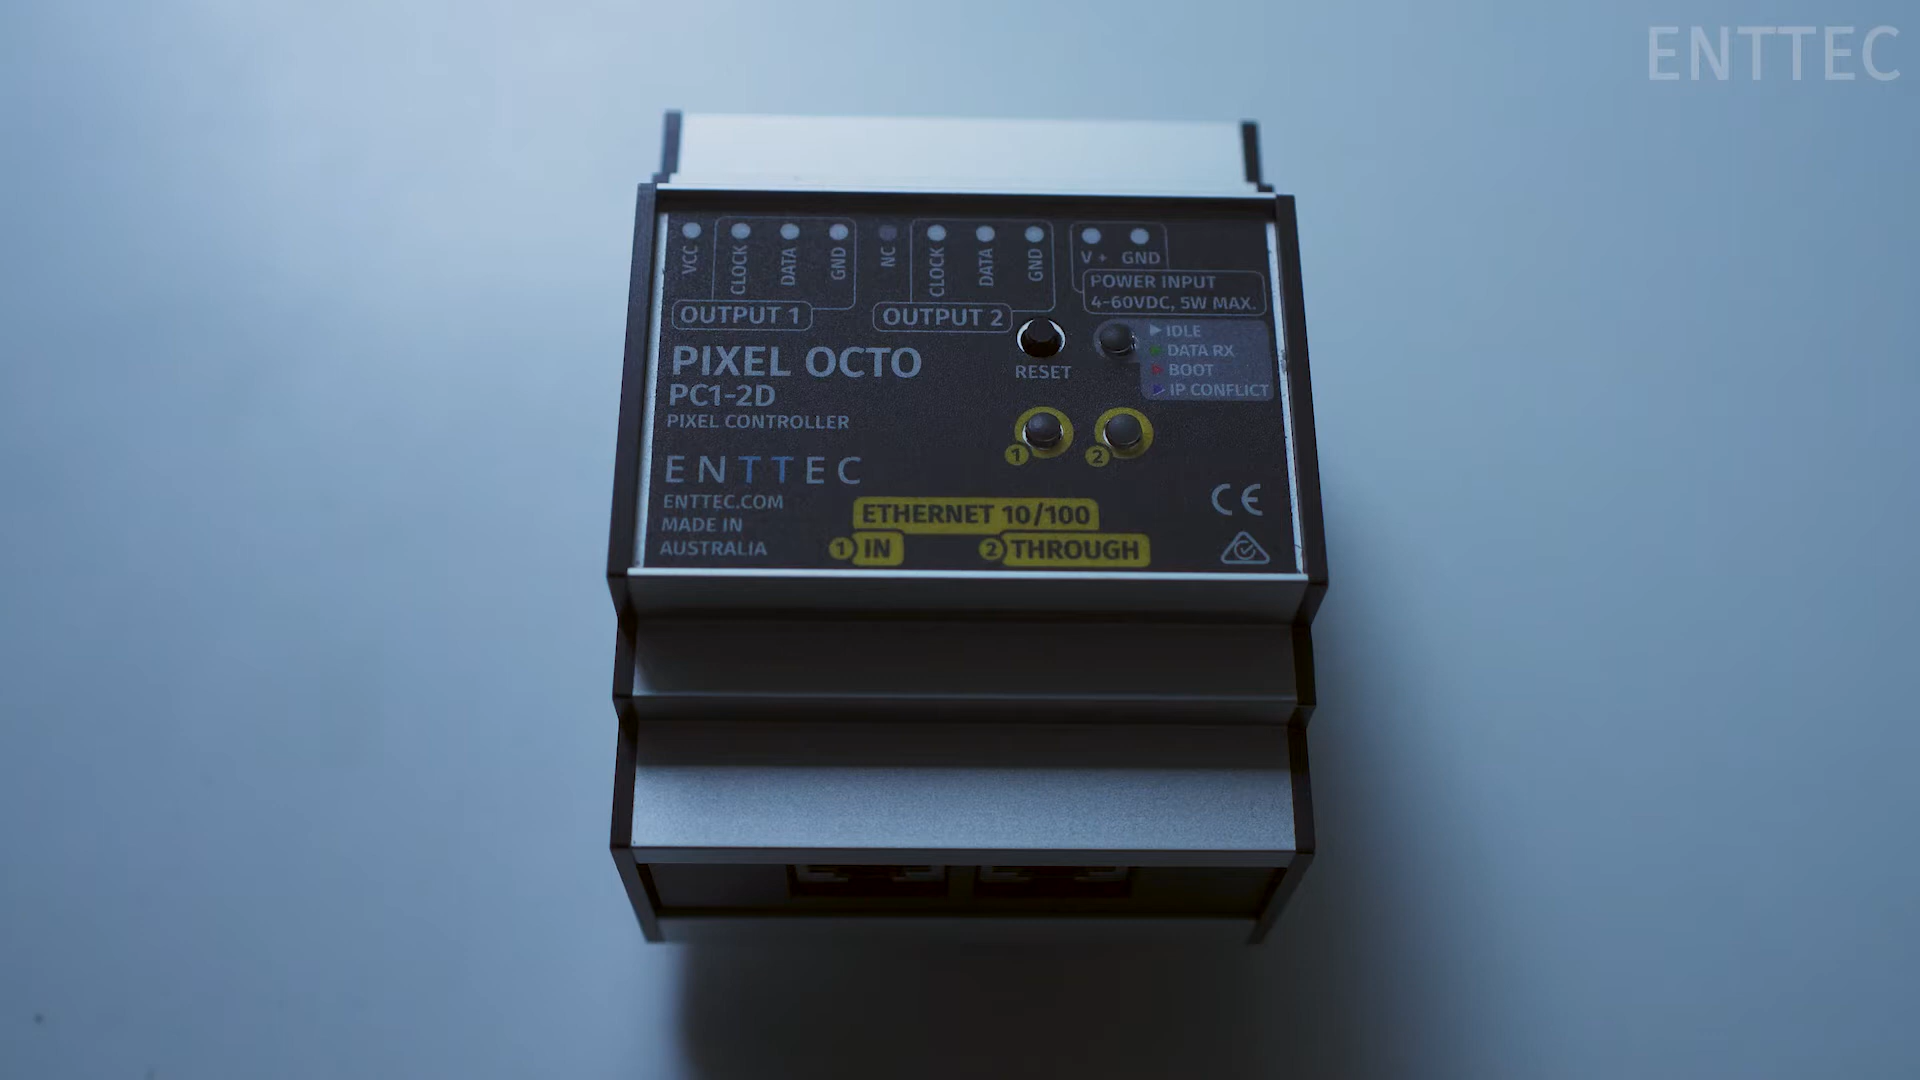 ENTTEC
VCC CLOCK DATA GND NC CLOCK DATA GND V+ GND
POWER INPUT
4-60VDC, 5W MAX.
OUTPUT 1 OUTPUT 2
IDLE
DATA RX
BOOT
IP CONFLICT
RESET
PIXEL OCTO
PC1-2D
PIXEL CONTROLLER
1 2
ENTTEC
ENTTEC.COM
MADE IN
AUSTRALIA
ETHERNET 10/100
1 IN 2 THROUGH
CE